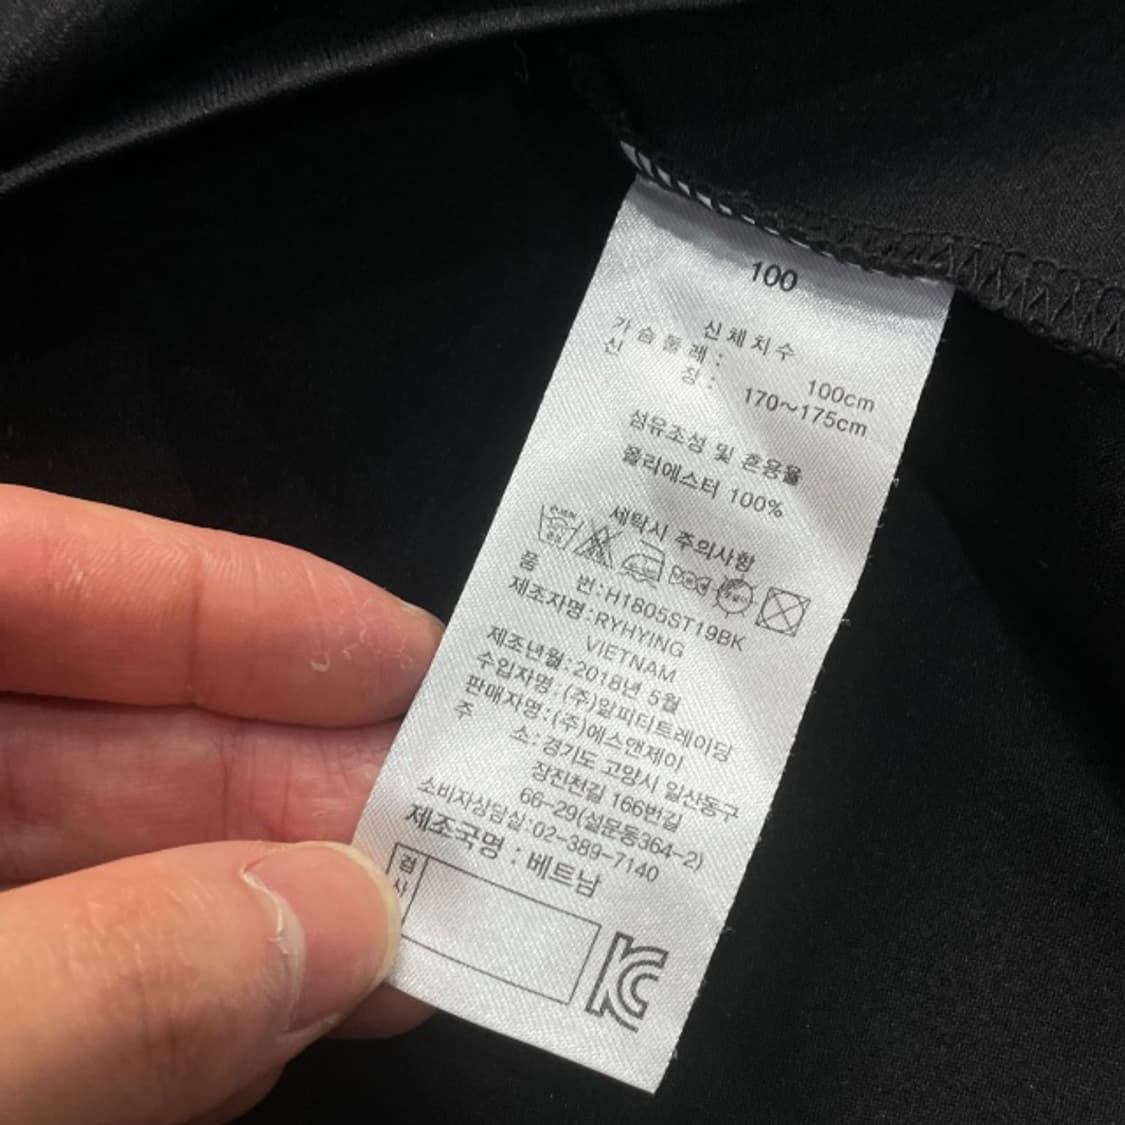 100
신체치수
가슴둘레: 100cm
신 장: 170~175cm
섬유조성 및 혼용율
폴리에스터 100%
세탁시 주의사항
품 번:H1805ST19BK
제조자명:RYHYING
VIETNAM
제조년월:2018년 5월
수입자명:(주)알피티트레이딩
판매자명:(주)에스앤제이
주 소:경기도 고양시 일산동구
장진천길 166번길
66-29(설문동364-2)
소비자상담실:02-389-7140
제조국명 : 베트남
검사
KC